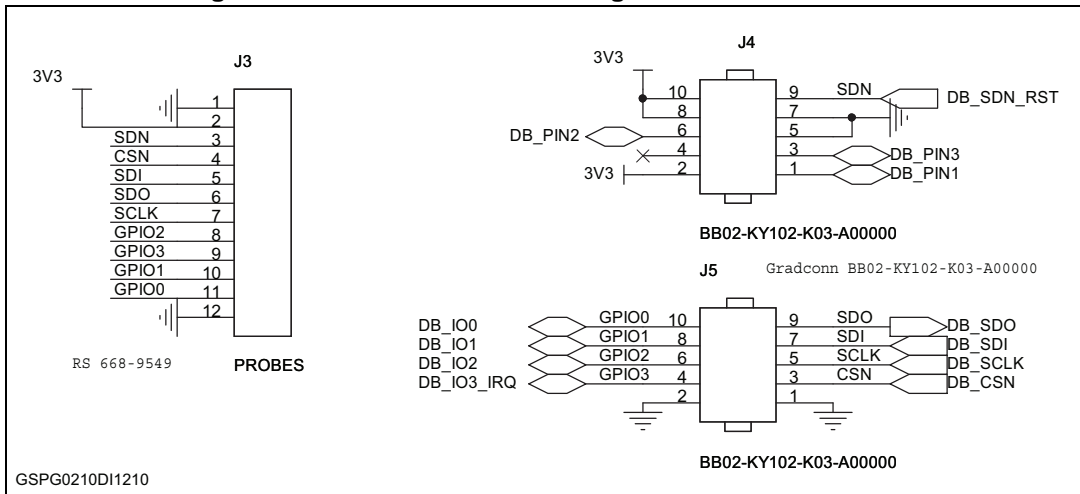 J3
3V3
1
2
SDN 3
CSN 4
SDI 5
SDO 6
SCLK 7
GPIO2 8
GPIO3 9
GPIO1 10
GPIO0 11
12
RS 668-9549
PROBES
J4
3V3
10 9 SDN DB_SDN_RST
8 7
DB_PIN2 6 5
4 3 DB_PIN3
3V3 2 1 DB_PIN1
BB02-KY102-K03-A00000
J5
Gradconn BB02-KY102-K03-A00000
DB_IO0 GPIO0 10 9 SDO DB_SDO
DB_IO1 GPIO1 8 7 SDI DB_SDI
DB_IO2 GPIO2 6 5 SCLK DB_SCLK
DB_IO3_IRQ GPIO3 4 3 CSN DB_CSN
2 1
BB02-KY102-K03-A00000
GSPG0210DI1210